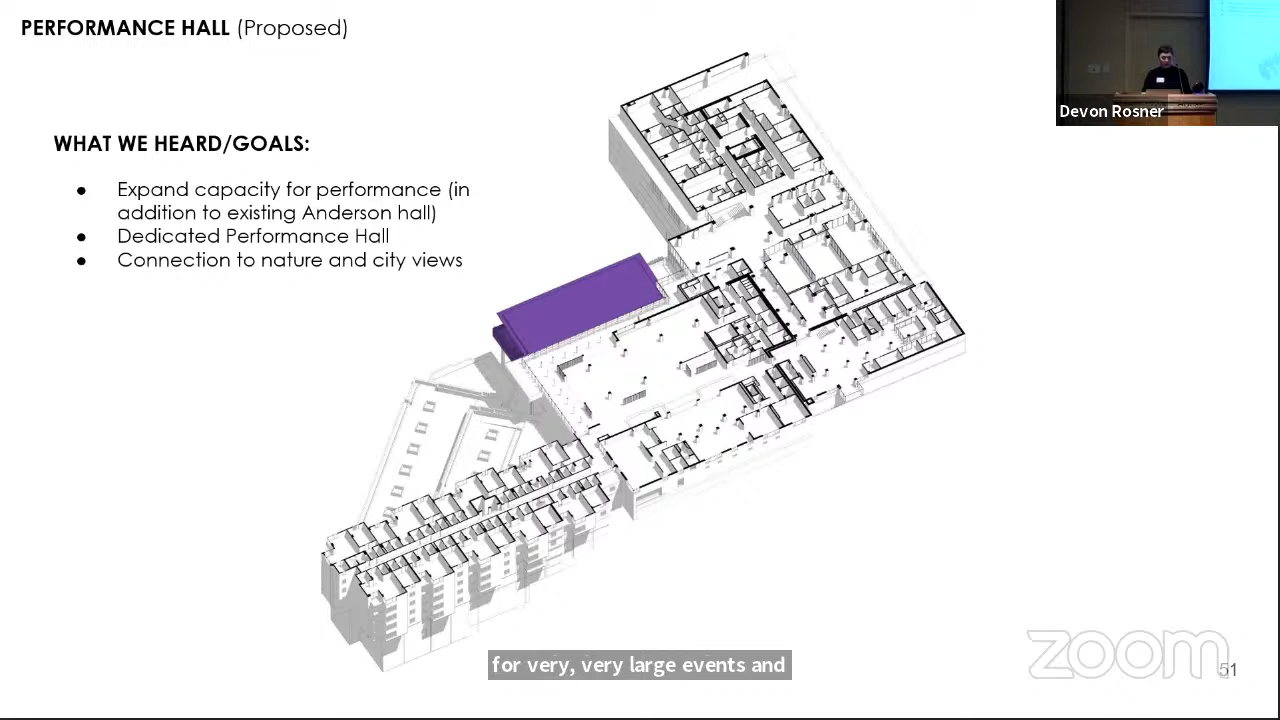 PERFORMANCE HALL (Proposed)
Devon Rosner
WHAT WE HEARD/GOALS:
● Expand capacity for performance (in
addition to existing Anderson hall)
● Dedicated Performance Hall
● Connection to nature and city views
for very, very large events and
zoom
51